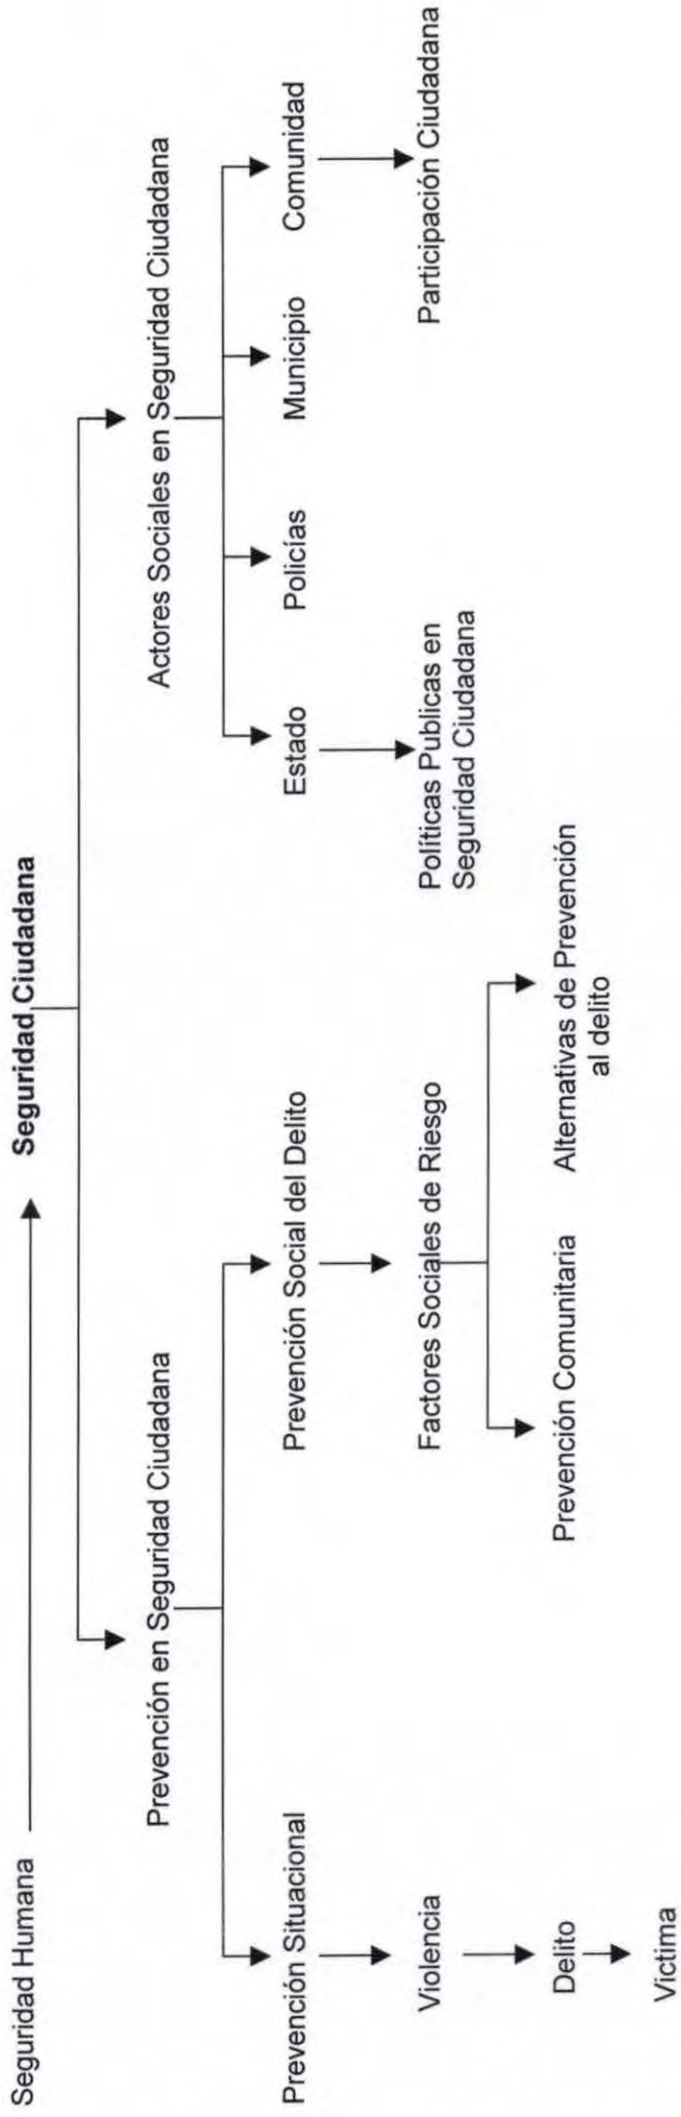 Seguridad Humana
Seguridad Ciudadana
Prevención en Seguridad Ciudadana
Actores Sociales en Seguridad Ciudadana
Prevención Situacional
Prevención Social del Delito
Estado
Policías
Municipio
Comunidad
Violencia
Factores Sociales de Riesgo
Políticas Publicas en
Seguridad Ciudadana
Participación Ciudadana
Delito
Prevención Comunitaria
Alternativas de Prevención
al delito
Victima